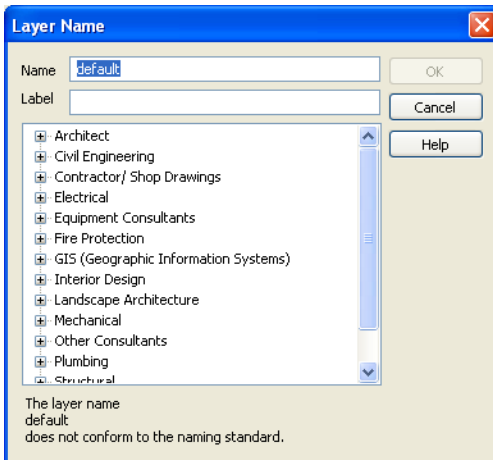 Layer Name
Name default
OK
Label
Cancel
Help
Architect
Civil Engineering
Contractor/ Shop Drawings
Electrical
Equipment Consultants
Fire Protection
GIS (Geographic Information Systems)
Interior Design
Landscape Architecture
Mechanical
Other Consultants
Plumbing
Structural
The layer name
default
does not conform to the naming standard.